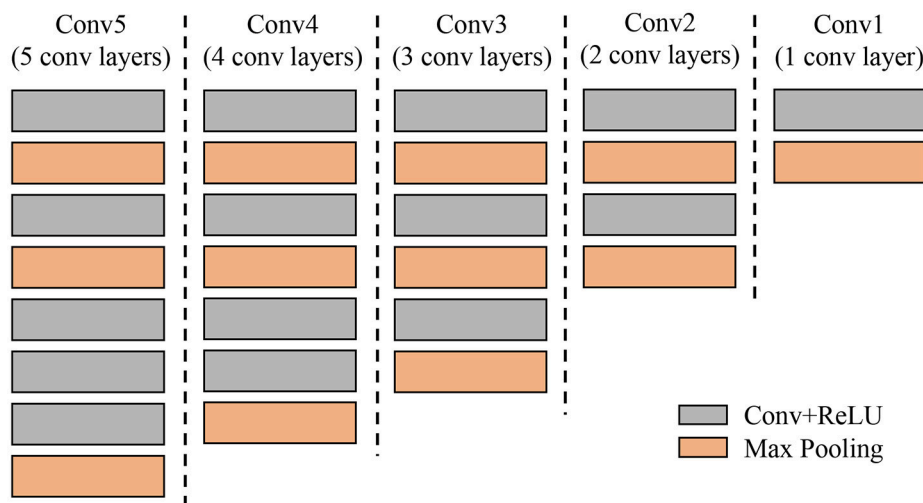 Conv5
(5 conv layers)
Conv4
(4 conv layers)
Conv3
(3 conv layers)
Conv2
(2 conv layers)
Conv1
(1 conv layer)
Conv+ReLU
Max Pooling